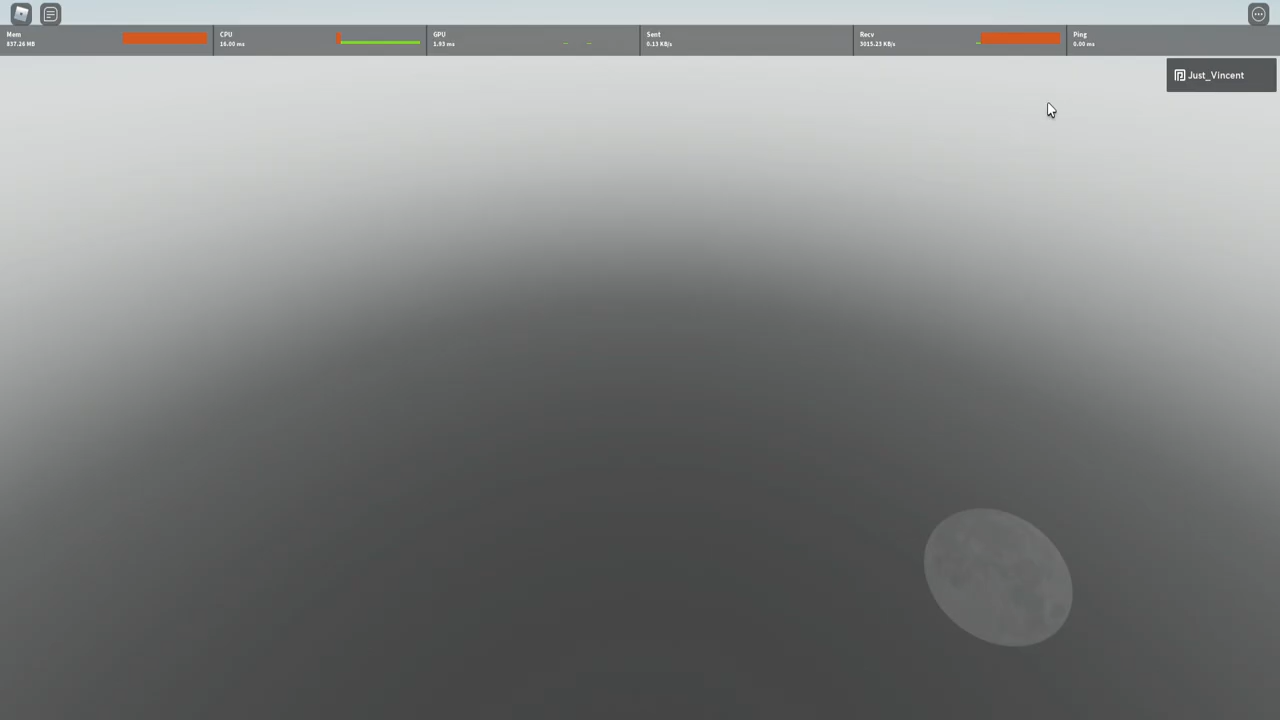 Mem
837.26 MB
CPU
16.00 ms
GPU
1.93 ms
Sent
0.13 KB/s
Recv
3015.23 KB/s
Ping
0.00 ms
Just_Vincent